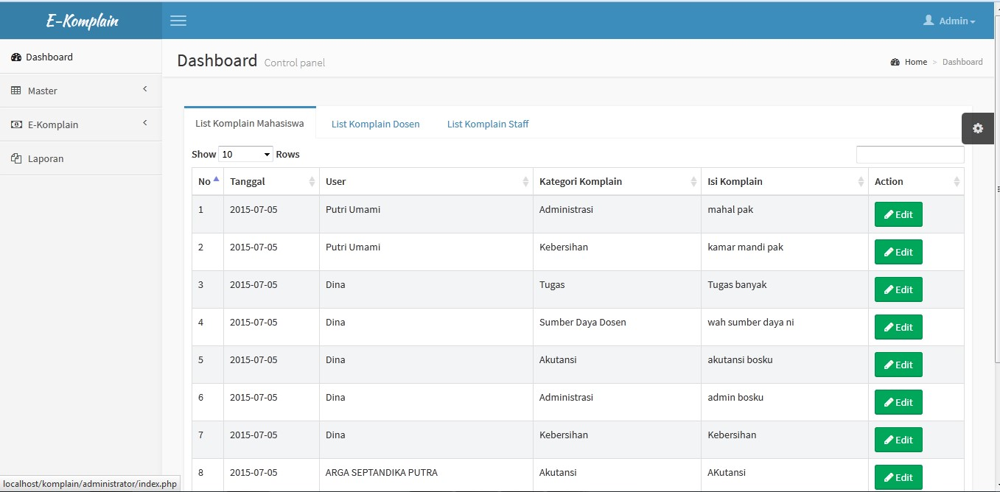 E-Komplain
Admin
Dashboard
Master
E-Komplain
Laporan
Dashboard Control panel
Home > Dashboard
List Komplain Mahasiswa List Komplain Dosen List Komplain Staff
Show 10 Rows
No Tanggal User Kategori Komplain Isi Komplain Action
1 2015-07-05 Putri Umami Administrasi mahal pak Edit
2 2015-07-05 Putri Umami Kebersihan kamar mandi pak Edit
3 2015-07-05 Dina Tugas Tugas banyak Edit
4 2015-07-05 Dina Sumber Daya Dosen wah sumber daya ni Edit
5 2015-07-05 Dina Akutansi akutansi bosku Edit
6 2015-07-05 Dina Administrasi admin bosku Edit
7 2015-07-05 Dina Kebersihan Kebersihan Edit
8 2015-07-05 ARGA SEPTANDIKA PUTRA Akutansi AKutansi Edit
localhost/komplain/administrator/index.php